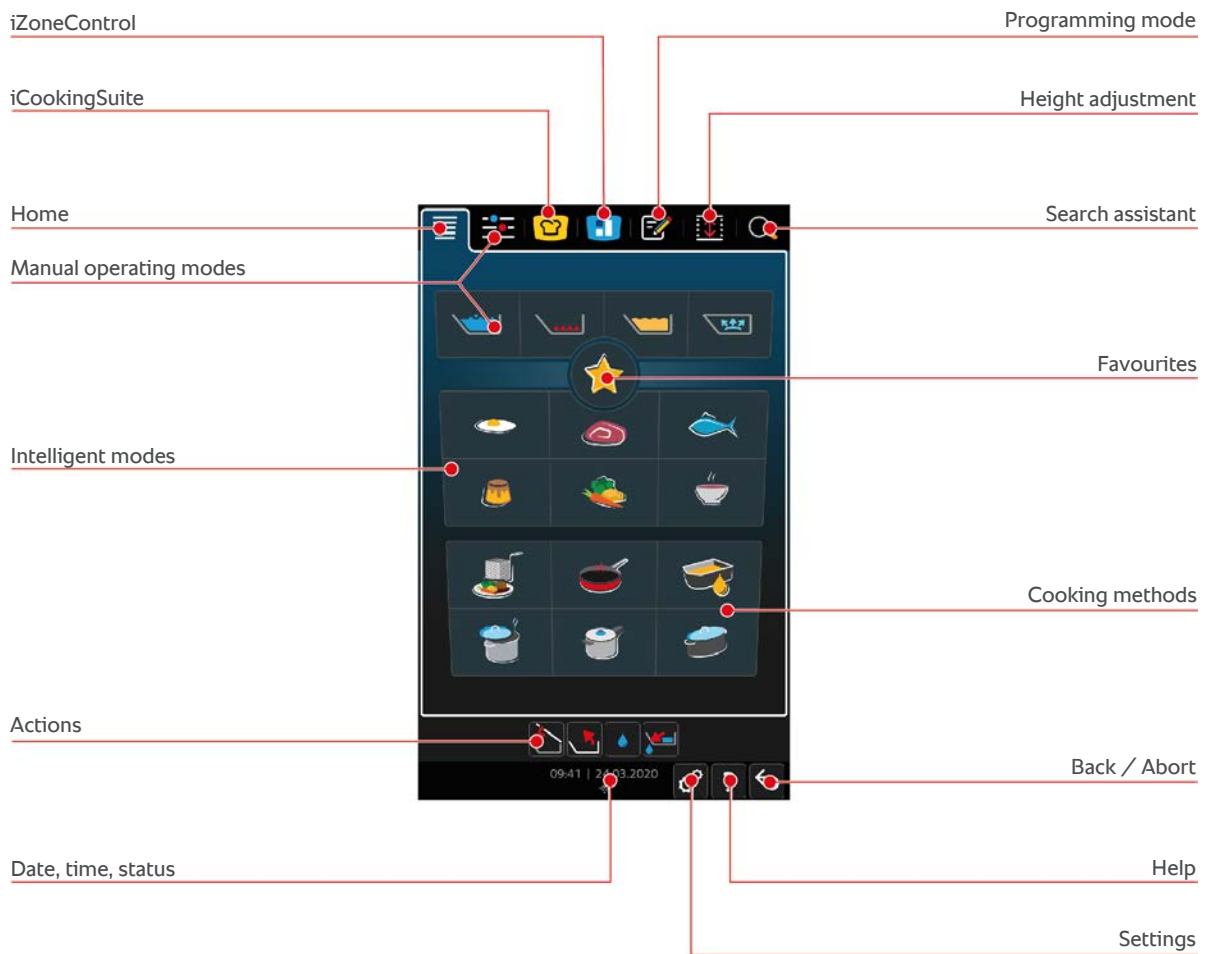 iZoneControl
Programming mode
iCookingSuite
Height adjustment
Home
Search assistant
Manual operating modes
Favourites
Intelligent modes
Cooking methods
Actions
Back / Abort
09:41 | 24.03.2020
Date, time, status
Help
Settings